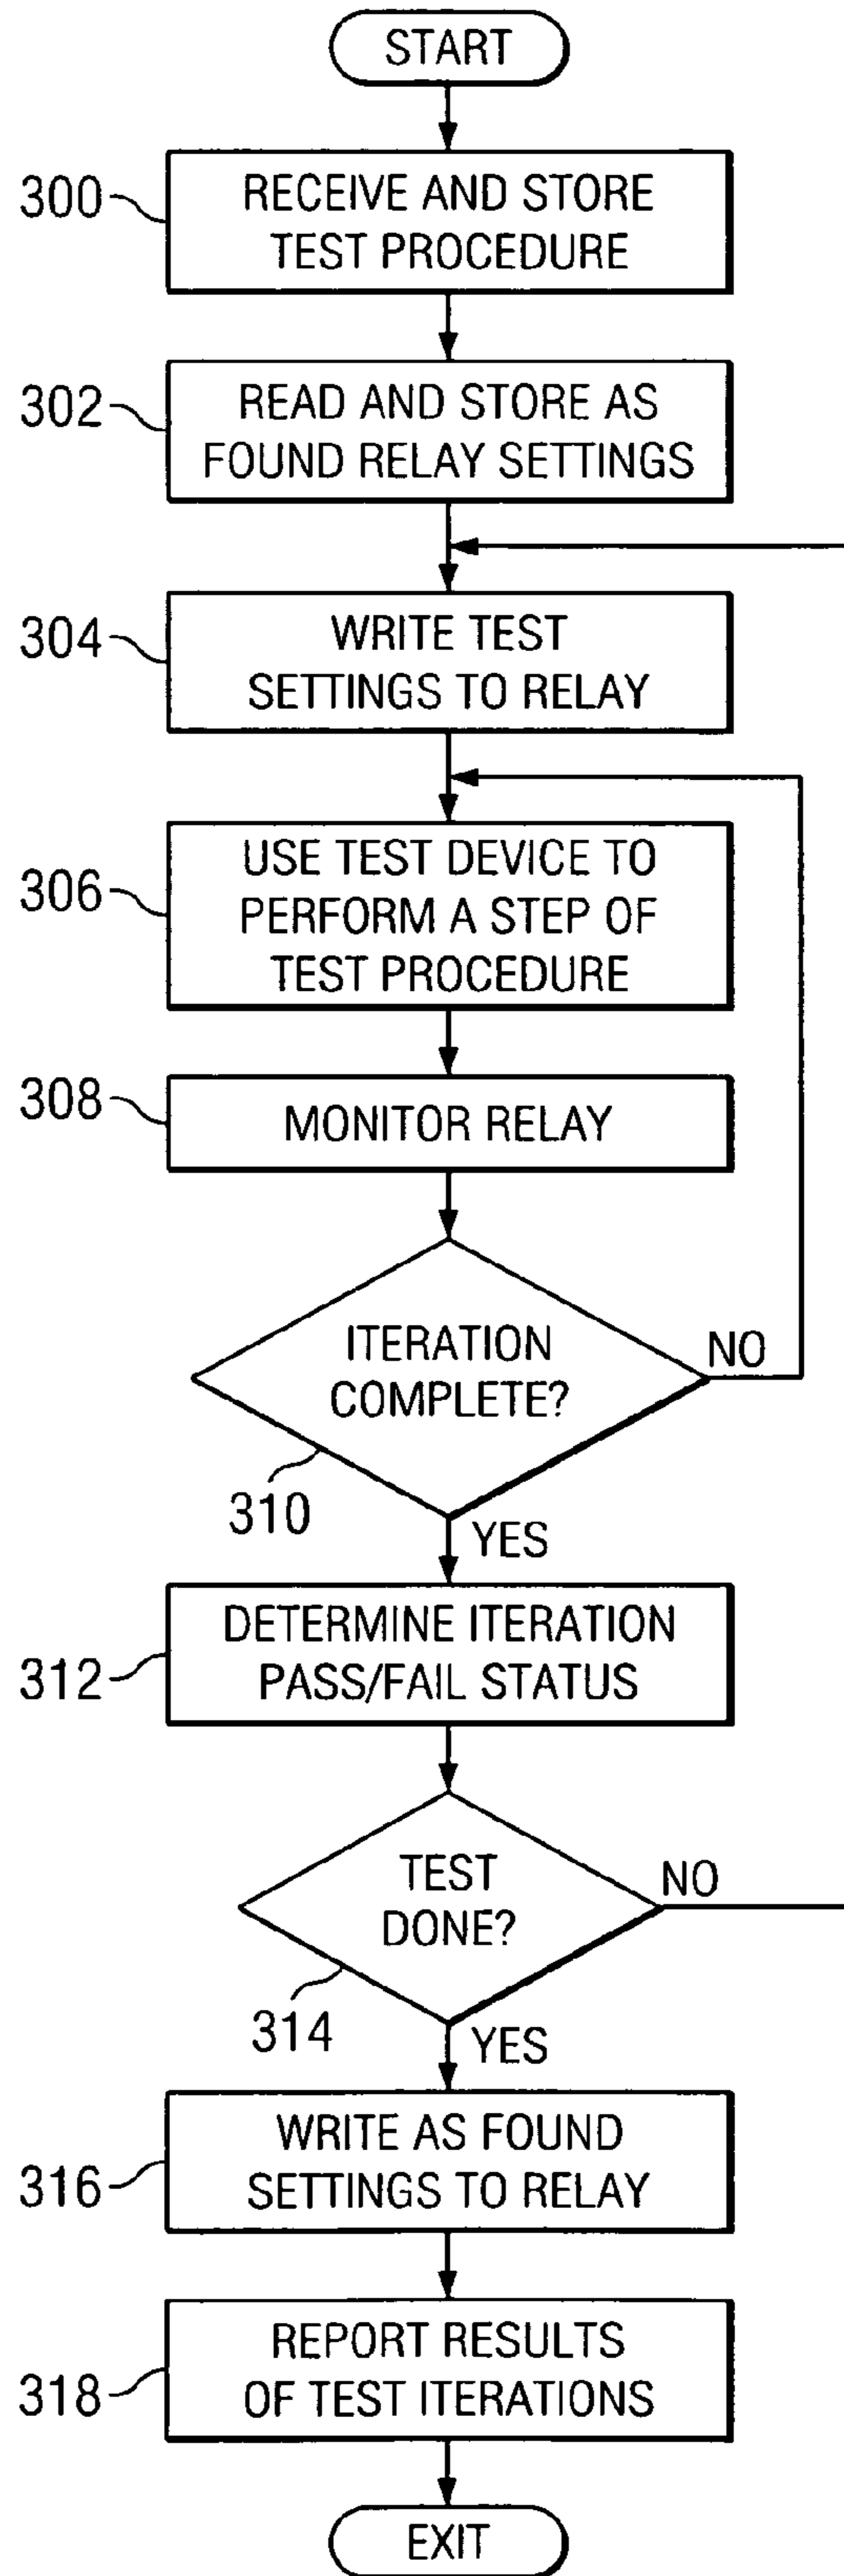 START
300
RECEIVE AND STORE
TEST PROCEDURE
302
READ AND STORE AS
FOUND RELAY SETTINGS
304
WRITE TEST
SETTINGS TO RELAY
306
USE TEST DEVICE TO
PERFORM A STEP OF
TEST PROCEDURE
308
MONITOR RELAY
ITERATION
COMPLETE?
NO
310
YES
312
DETERMINE ITERATION
PASS/FAIL STATUS
TEST
DONE?
NO
314
YES
316
WRITE AS FOUND
SETTINGS TO RELAY
318
REPORT RESULTS
OF TEST ITERATIONS
EXIT